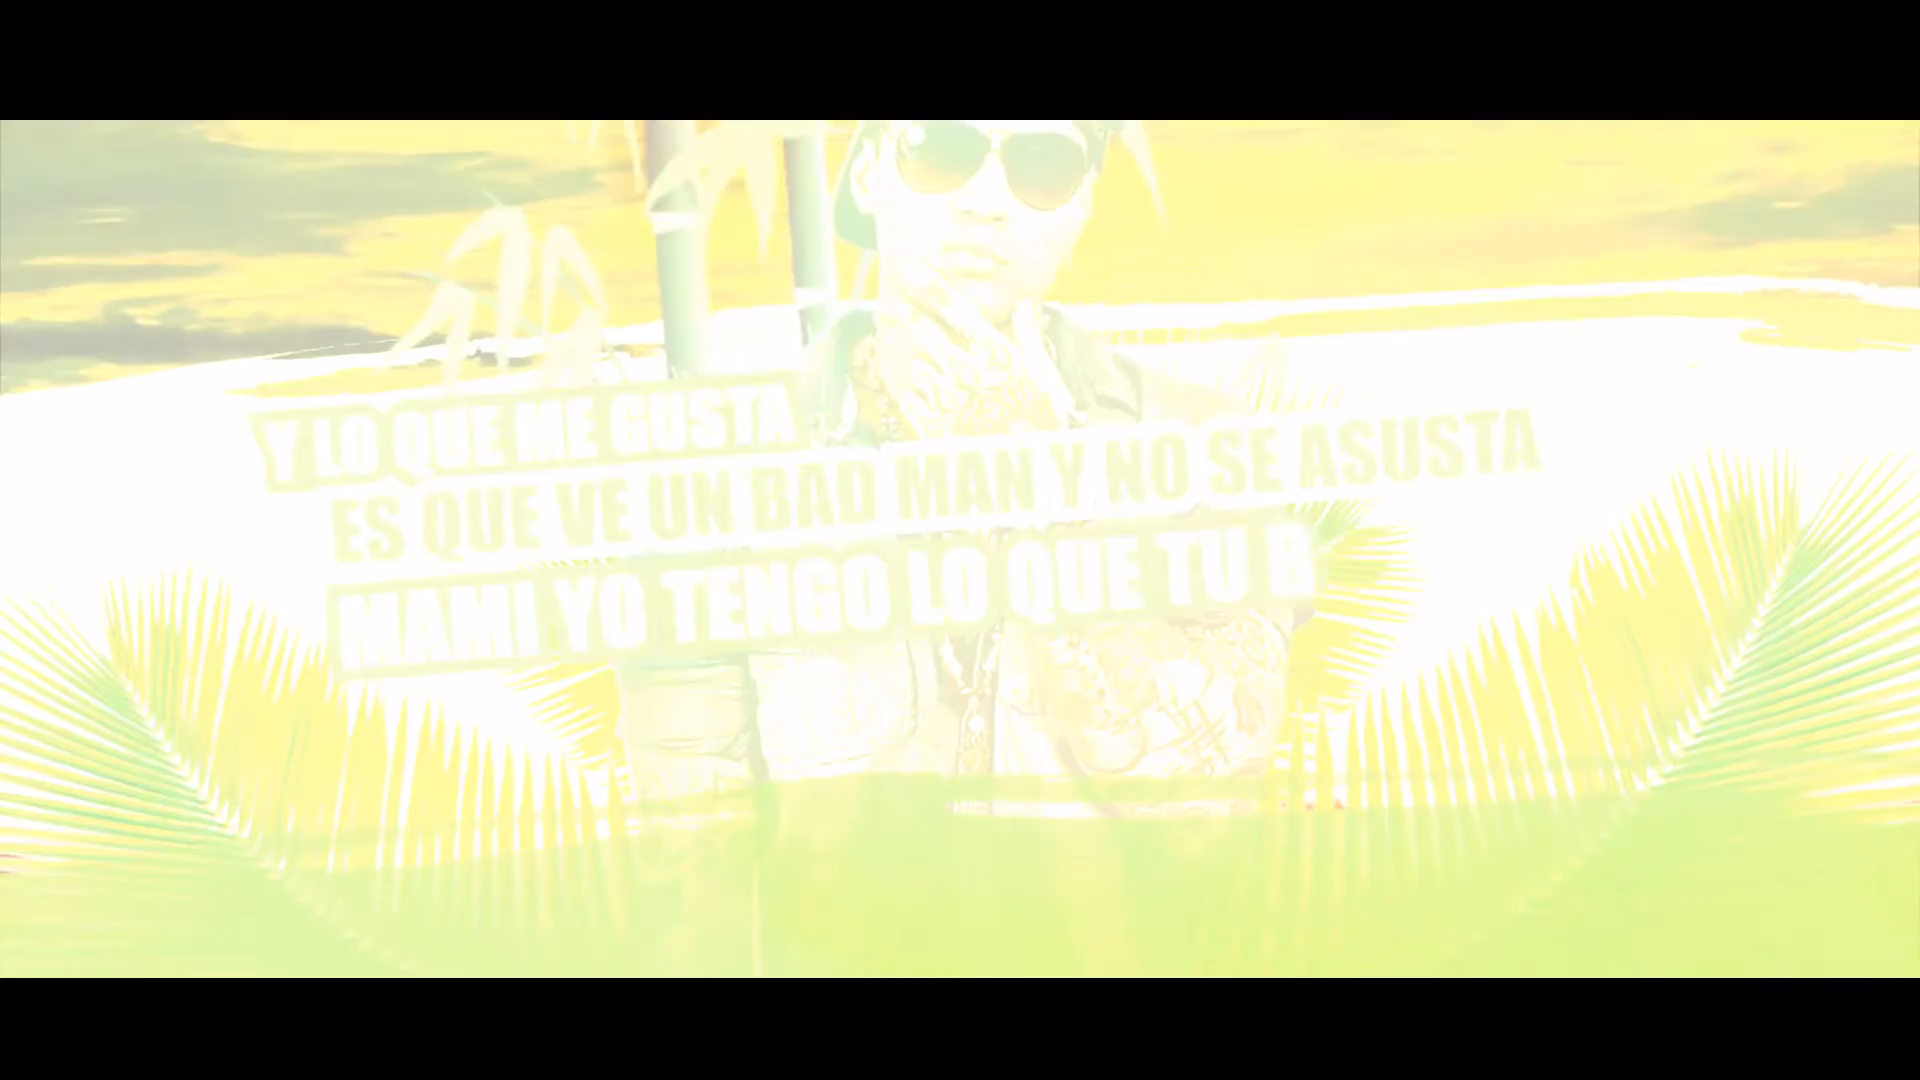 Y LO QUE ME GUSTA
ES QUE VE UN BAD MAN Y NO SE ASUSTA
MAMI YO TENGO LO QUE TU B